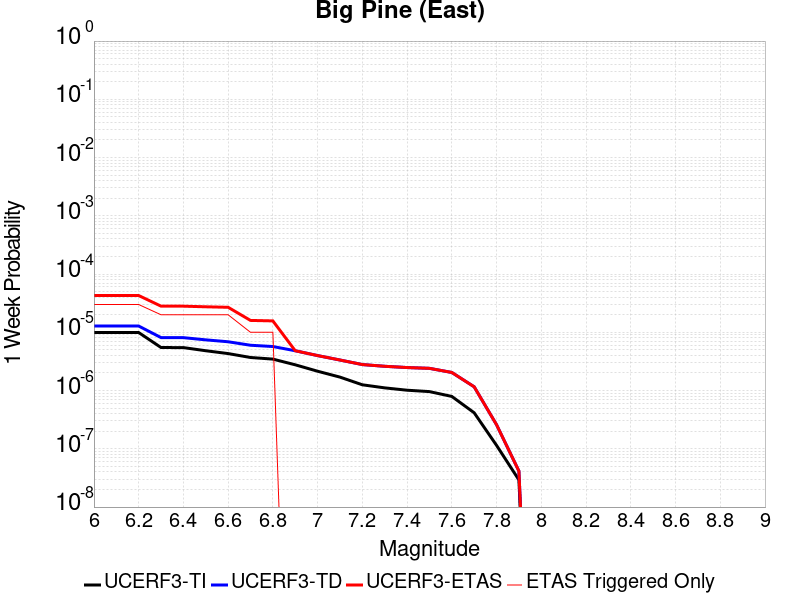 Big Pine (East)
10^0
10^-1
10^-2
10^-3
10^-4
10^-5
10^-6
10^-7
10^-8
1 Week Probability
6 6.2 6.4 6.6 6.8 7 7.2 7.4 7.6 7.8 8 8.2 8.4 8.6 8.8 9
Magnitude
UCERF3-TI UCERF3-TD UCERF3-ETAS ETAS Triggered Only